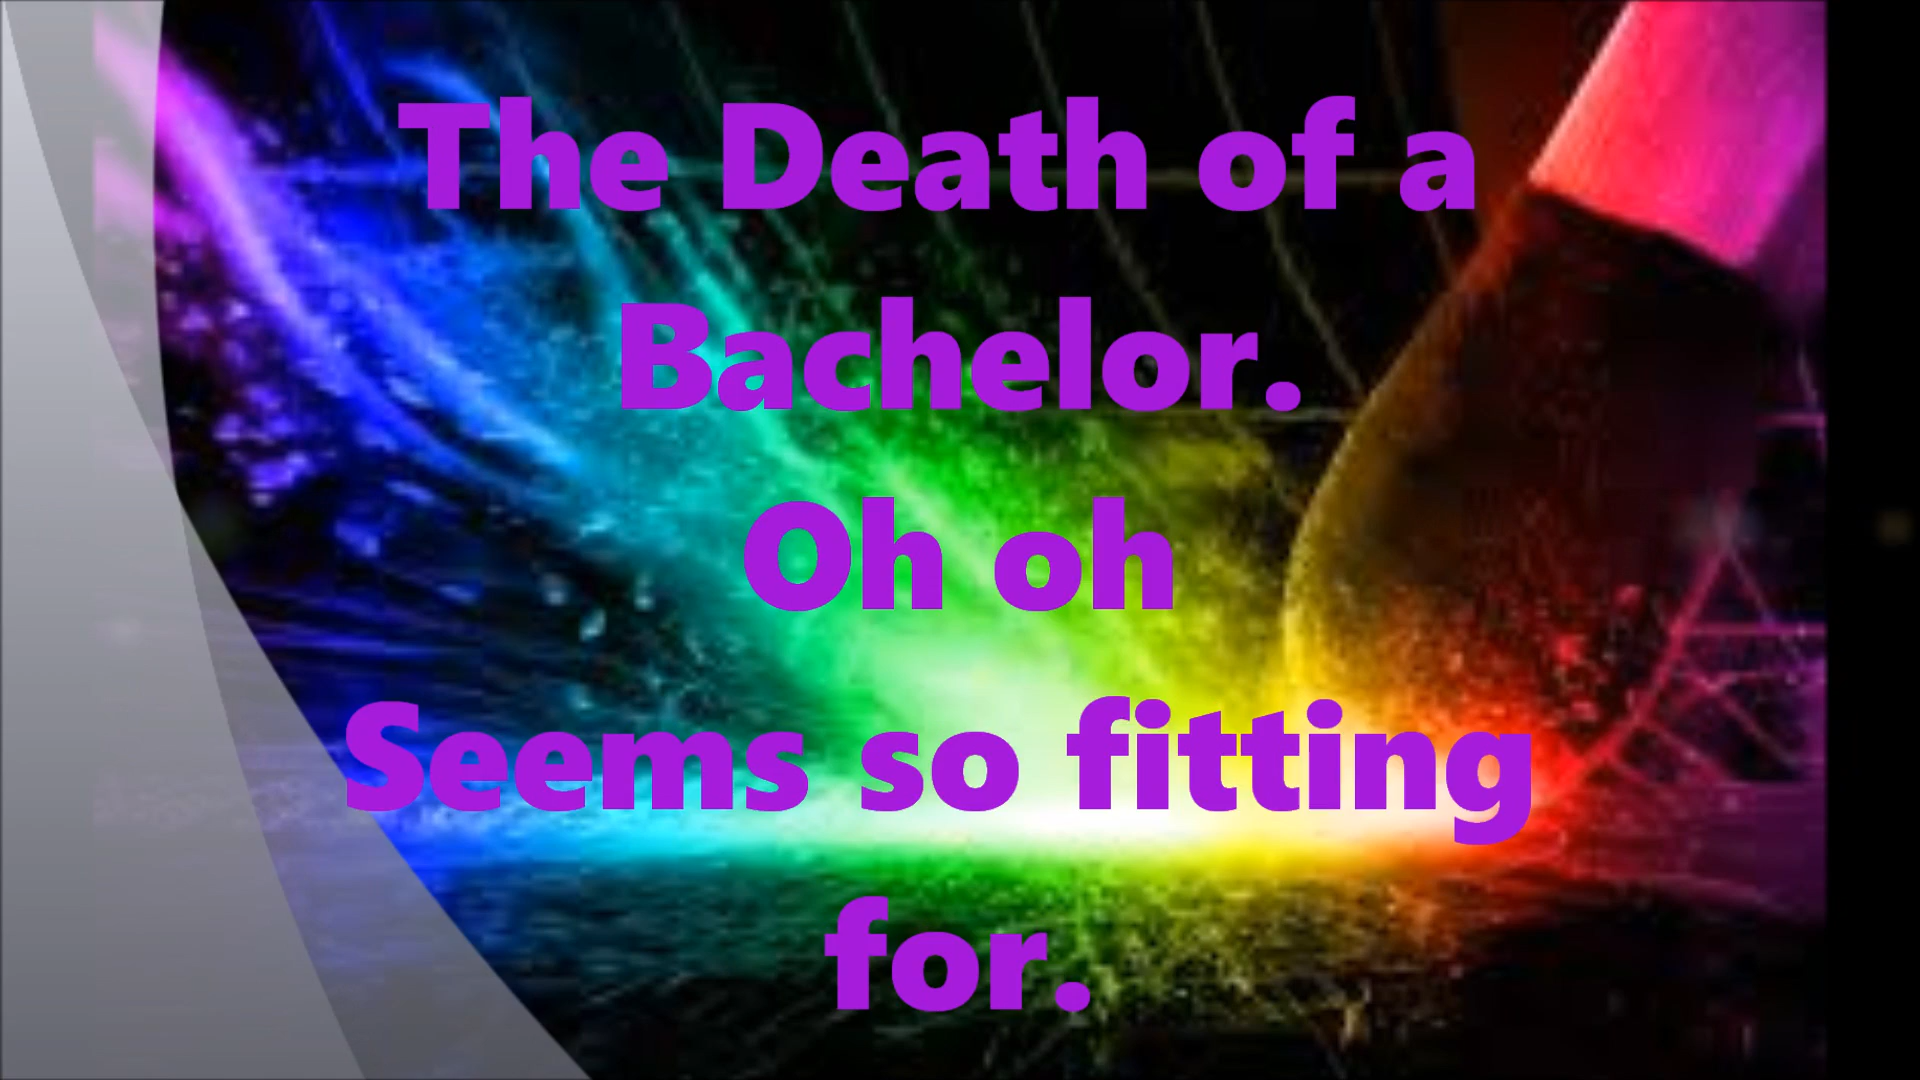 The Death of a
Bachelor.
Oh oh
Seems so fitting
for.